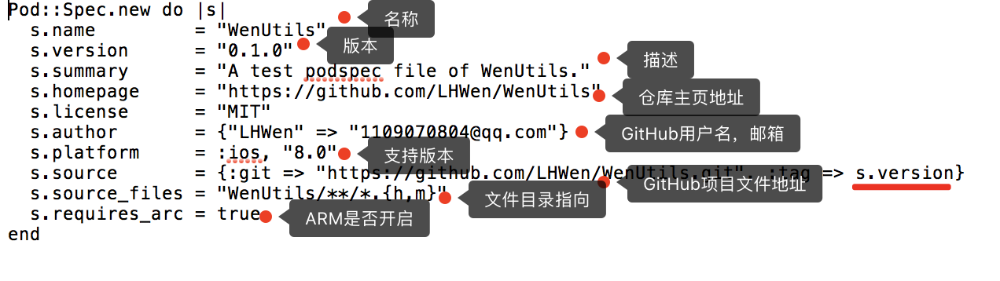 Pod::Spec.new do |s|
名称
s.name = "WenUtils"
版本
s.version = "0.1.0"
描述
s.summary = "A test podspec file of WenUtils."
s.homepage = "https://github.com/LHWen/WenUtils"
仓库主页地址
s.license = "MIT"
s.author = {"LHWen" => "1109070804@qq.com"}
GitHub用户名，邮箱
s.platform = :ios, "8.0"
支持版本
s.source = {:git => "https://github.com/LHWen/WenUtils.git", :tag => s.version}
GitHub项目文件地址
s.source_files = "WenUtils/**/*.{h,m}"
文件目录指向
s.requires_arc = true
ARM是否开启
end